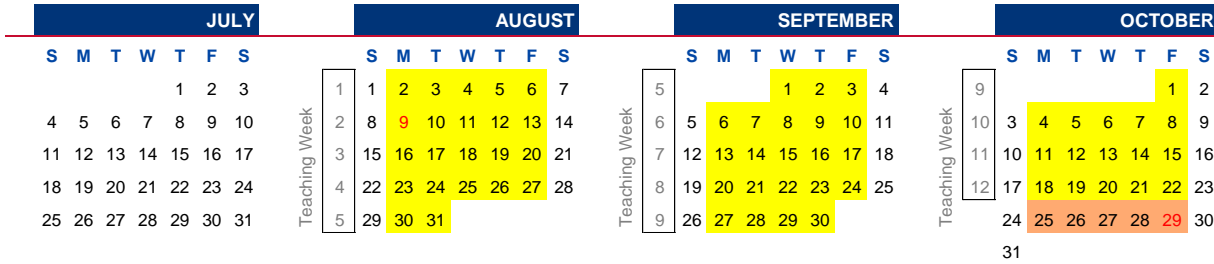 JULY AUGUST SEPTEMBER OCTOBER
S M T W T F S S M T W T F S S M T W T F S S M T W T F S
1 2 3 1 1 2 3 4 5 6 7 5 1 2 3 4 9 1 2
4 5 6 7 8 9 10 2 8 9 10 11 12 13 14 6 5 6 7 8 9 10 11 10 3 4 5 6 7 8 9
11 12 13 14 15 16 17 3 15 16 17 18 19 20 21 7 12 13 14 15 16 17 18 11 10 11 12 13 14 15 16
18 19 20 21 22 23 24 4 22 23 24 25 26 27 28 8 19 20 21 22 23 24 25 12 17 18 19 20 21 22 23
25 26 27 28 29 30 31 5 29 30 31 9 26 27 28 29 30 24 25 26 27 28 29 30
31
Teaching Week
Teaching Week
Teaching Week